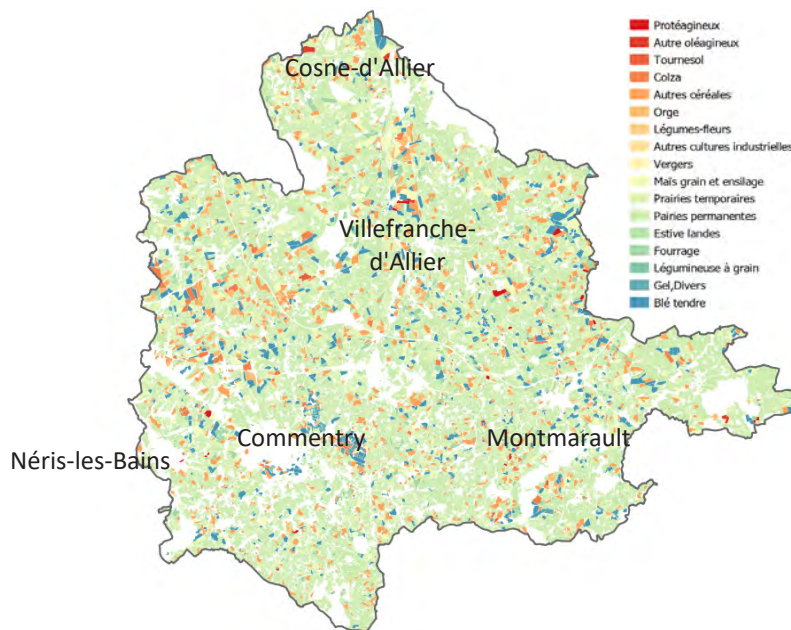 Protéagineux
Autre oléagineux
Tournesol
Colza
Autres céréales
Orge
Légumes-fleurs
Autres cultures industrielles
Vergers
Maïs grain et ensilage
Prairies temporaires
Pairies permanentes
Estive landes
Fourrage
Légumineuse à grain
Gel,Divers
Blé tendre
Cosne-d'Allier
Villefranche-
d'Allier
Commentry
Montmarault
Néris-les-Bains